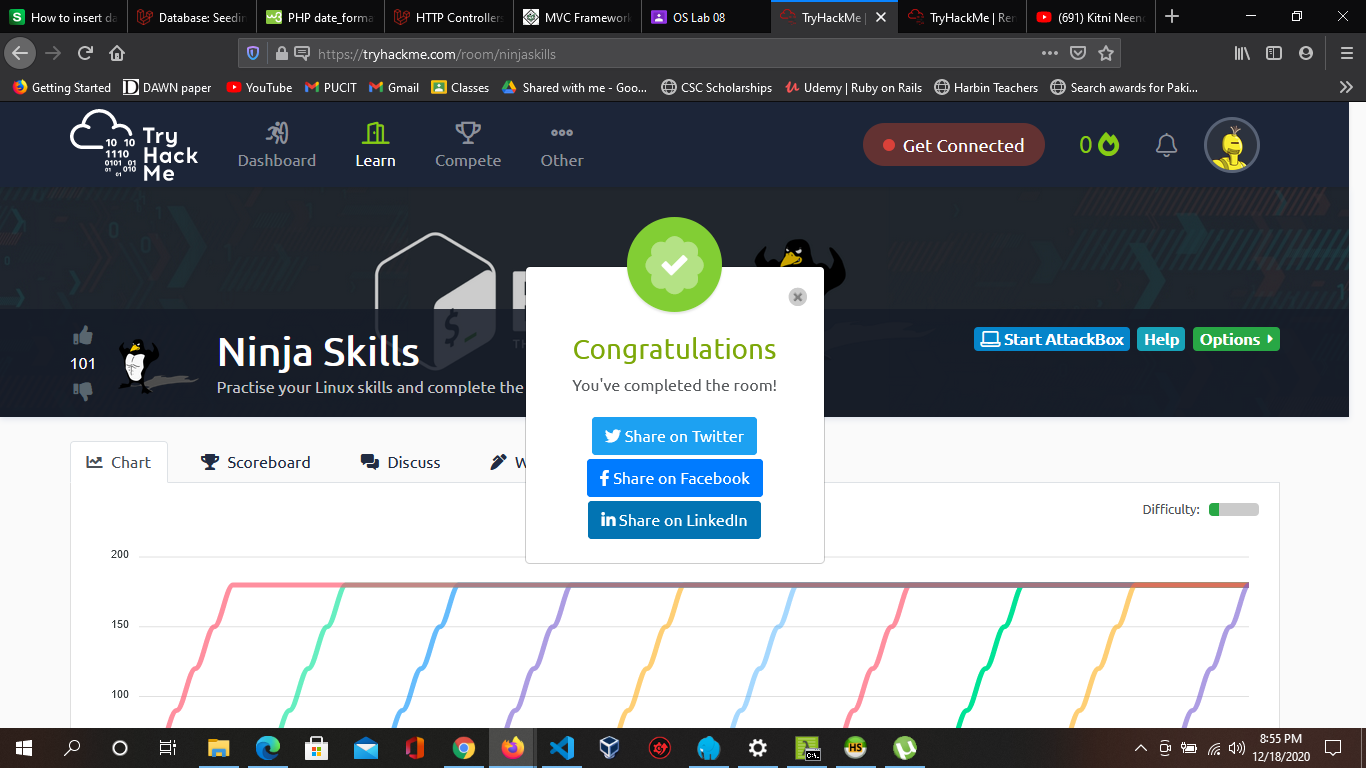 How to insert da
Database: Seedin
PHP date_forma
HTTP Controllers
MVC Framework
OS Lab 08
TryHackMe |
TryHackMe | Ren
(691) Kitni Neend
https://tryhackme.com/room/ninjaskills
Getting Started
DAWN paper
YouTube
PUCIT
Gmail
Classes
Shared with me - Goo...
CSC Scholarships
Udemy | Ruby on Rails
Harbin Teachers
Search awards for Paki...
Try
Hack
Me
10 10
1110
0101 01
01 010
Dashboard
Learn
Compete
Other
Get Connected
0
101
Ninja Skills
Practise your Linux skills and complete the
Start AttackBox
Help
Options
Congratulations
You've completed the room!
Share on Twitter
Share on Facebook
Share on LinkedIn
Chart
Scoreboard
Discuss
W
Difficulty:
200
150
100
8:55 PM
12/18/2020